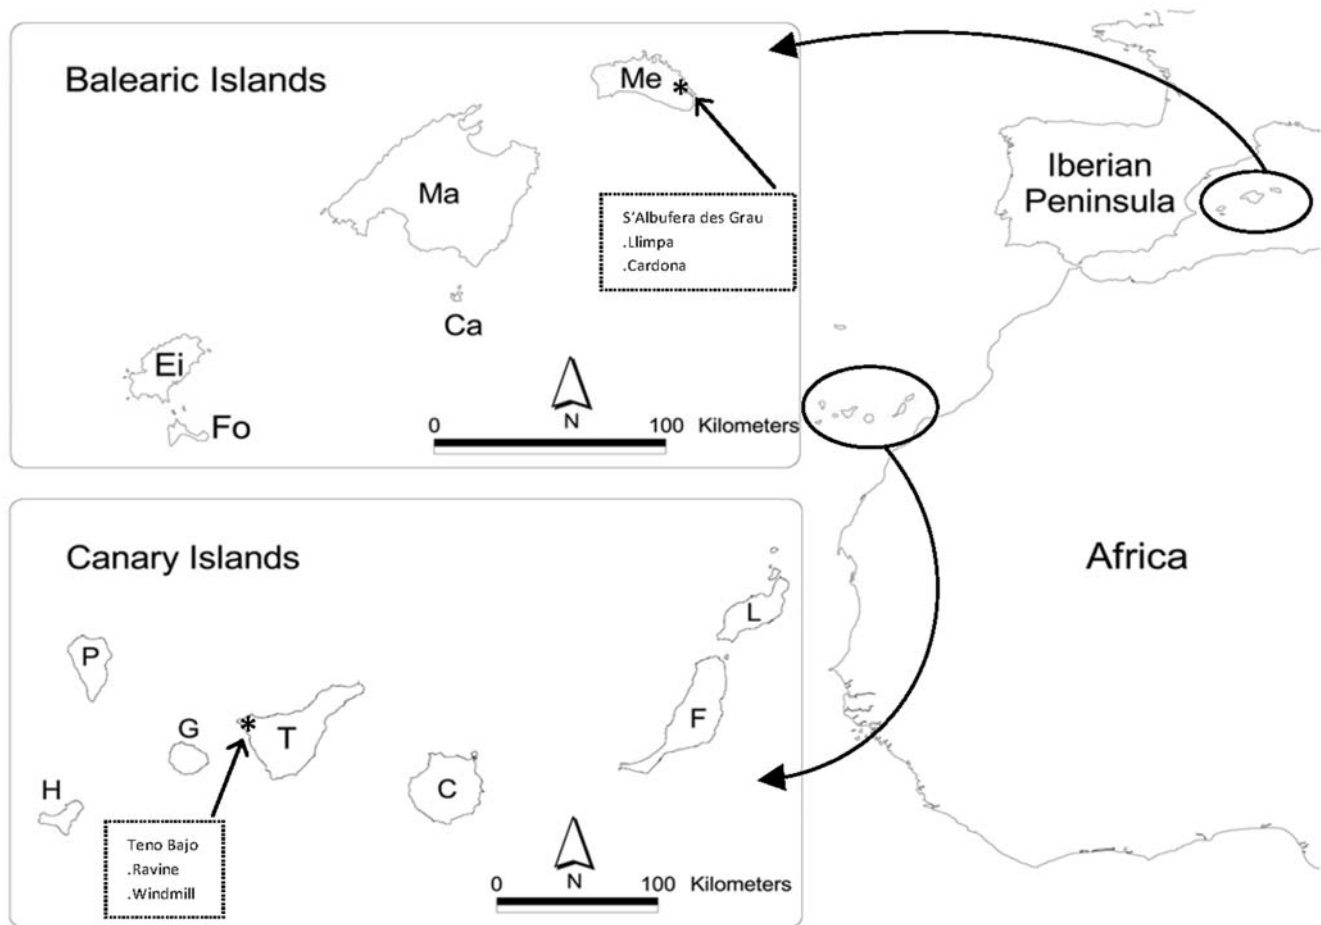 Balearic Islands
Me
*
Ma
S'Albufera des Grau
.Llimpa
.Cardona
Ca
Ei
Fo
N
0
100 Kilometers
Iberian
Peninsula
Africa
Canary Islands
L
P
F
G
*
T
C
H
Teno Bajo
.Ravine
.Windmill
N
0
100 Kilometers